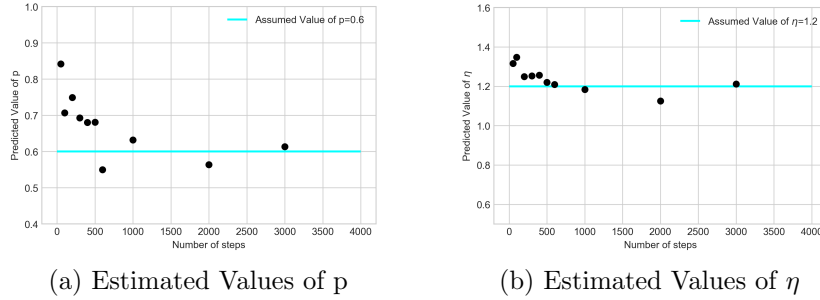 1.0
0.9
0.8
0.7
0.6
0.5
0.4
Predicted Value of p
Assumed Value of p=0.6
0 500 1000 1500 2000 2500 3000 3500 4000
Number of steps
(a) Estimated Values of p
1.6
1.4
1.2
1.0
0.8
0.6
Predicted Value of η
Assumed Value of η=1.2
0 500 1000 1500 2000 2500 3000 3500 4000
Number of steps
(b) Estimated Values of η